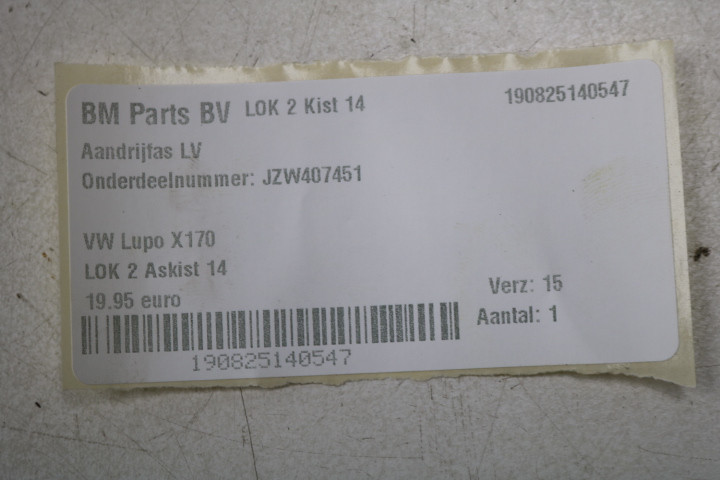 BM Parts BV LOK 2 Kist 14 190825140547
Aandrijfas LV
Onderdeelnummer: JZW407451
VW Lupo X170
LOK 2 Askist 14
19.95 euro
Verz: 15
Aantal: 1
190825140547